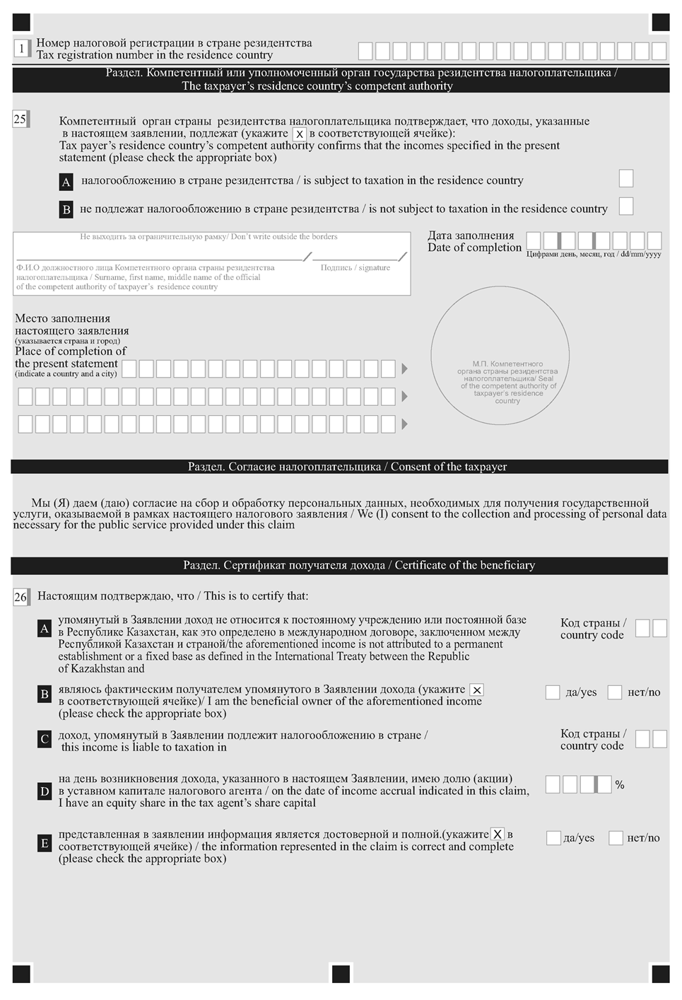 1
Номер налоговой регистрации в стране резидентства
Tax registration number in the residence country
Раздел. Компетентный или уполномоченный орган государства резидентства налогоплательщика /
The taxpayer’s residence country’s competent authority
25
Компетентный орган страны резидентства налогоплательщика подтверждает, что доходы, указанные
в настоящем заявлении, подлежат (укажите X в соответствующей ячейке):
Tax payer’s residence country’s competent authority confirms that the incomes specified in the present
statement (please check the appropriate box)
A налогообложению в стране резидентства / is subject to taxation in the residence country
B не подлежат налогообложению в стране резидентства / is not subject to taxation in the residence country
Не выходить за ограничительную рамку/ Don’t write outside the borders
Ф.И.О должностного лица Компетентного органа страны резидентства
налогоплательщика / Surname, first name, middle name of the official
of the competent authority of taxpayer’s residence country
Подпись / signature
Дата заполнения
Date of completion
Цифрами день, месяц, год / dd/mm/yyyy
Место заполнения
настоящего заявления
(указывается страна и город)
Place of completion of
the present statement
(indicate a country and a city)
М.П. Компетентного
органа страны резидентства
налогоплательщика/ Seal
of the competent authority of
taxpayer’s residence
country
Раздел. Согласие налогоплательщика / Consent of the taxpayer
Мы (Я) даем (даю) согласие на сбор и обработку персональных данных, необходимых для получения государственной
услуги, оказываемой в рамках настоящего налогового заявления / We (I) consent to the collection and processing of personal data
necessary for the public service provided under this claim
Раздел. Сертификат получателя дохода / Certificate of the beneficiary
26 Настоящим подтверждаю, что / This is to certify that:
A
упомянутый в Заявлении доход не относится к постоянному учреждению или постоянной базе
в Республике Казахстан, как это определено в международном договоре, заключенном между
Республикой Казахстан и страной/the aforementioned income is not attributed to a permanent
establishment or a fixed base as defined in the International Treaty between the Republic
of Kazakhstan and
Код страны /
country code
B
являюсь фактическим получателем упомянутого в Заявлении дохода (укажите X
в соответствующей ячейке)/ I am the beneficial owner of the aforementioned income
(please check the appropriate box)
да/yes нет/no
C
доход, упомянутый в Заявлении подлежит налогообложению в стране /
this income is liable to taxation in
Код страны /
country code
D
на день возникновения дохода, указанного в настоящем Заявлении, имею долю (акции)
в уставном капитале налогового агента / on the date of income accrual indicated in this claim,
I have an equity share in the tax agent’s share capital
%
E
представленная в заявлении информация является достоверной и полной.(укажите X в
соответствующей ячейке) / the information represented in the claim is correct and complete
(please check the appropriate box)
да/yes нет/no